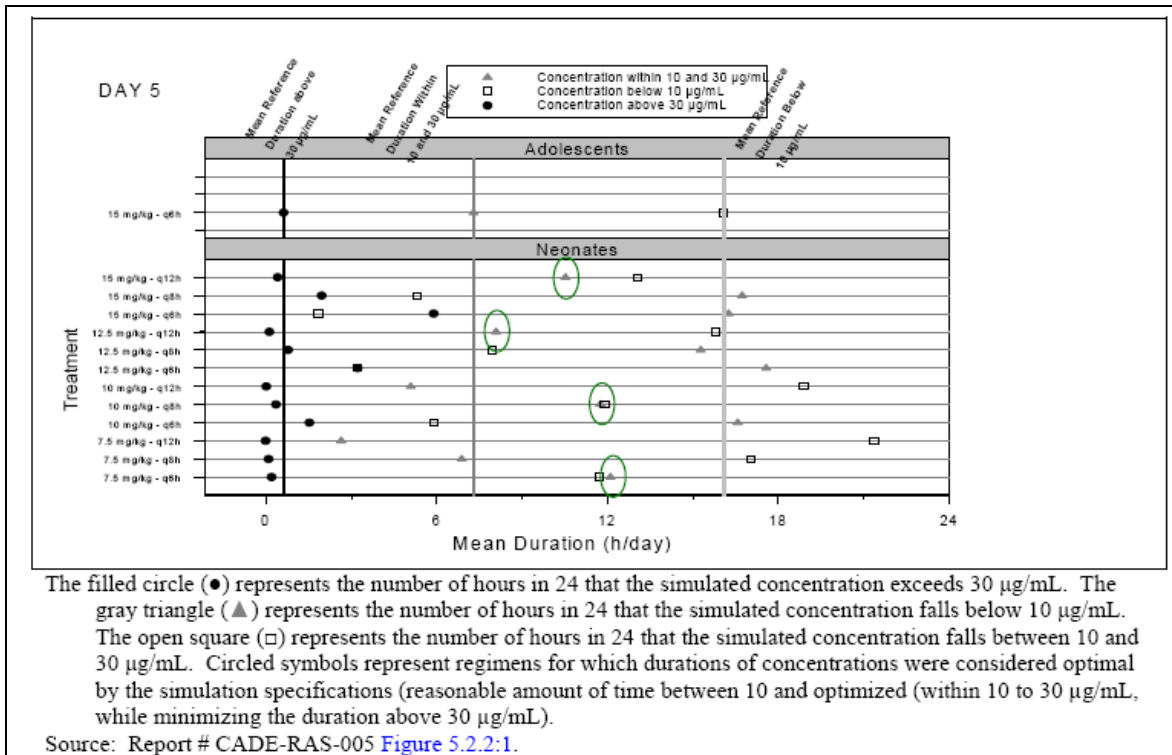 DAY 5
Concentration within 10 and 30 µg/mL
Concentration below 10 µg/mL
Concentration above 30 µg/mL
Mean Reference
Duration above
30 µg/mL
Mean Reference
Duration Within
10 and 30 µg/mL
Mean Reference
Duration Below
10 µg/mL
Adolescents
15 mg/kg - q6h
Neonates
Treatment
15 mg/kg - q12h
15 mg/kg - q8h
15 mg/kg - q6h
12.5 mg/kg - q12h
12.5 mg/kg - q8h
12.5 mg/kg - q6h
10 mg/kg - q12h
10 mg/kg - q8h
10 mg/kg - q6h
7.5 mg/kg - q12h
7.5 mg/kg - q8h
7.5 mg/kg - q6h
0 6 12 18 24
Mean Duration (h/day)
The filled circle (●) represents the number of hours in 24 that the simulated concentration exceeds 30 µg/mL. The
gray triangle (▲) represents the number of hours in 24 that the simulated concentration falls below 10 µg/mL.
The open square (□) represents the number of hours in 24 that the simulated concentration falls between 10 and
30 µg/mL. Circled symbols represent regimens for which durations of concentrations were considered optimal
by the simulation specifications (reasonable amount of time between 10 and optimized (within 10 to 30 µg/mL,
while minimizing the duration above 30 µg/mL).
Source: Report # CADE-RAS-005 Figure 5.2.2:1.